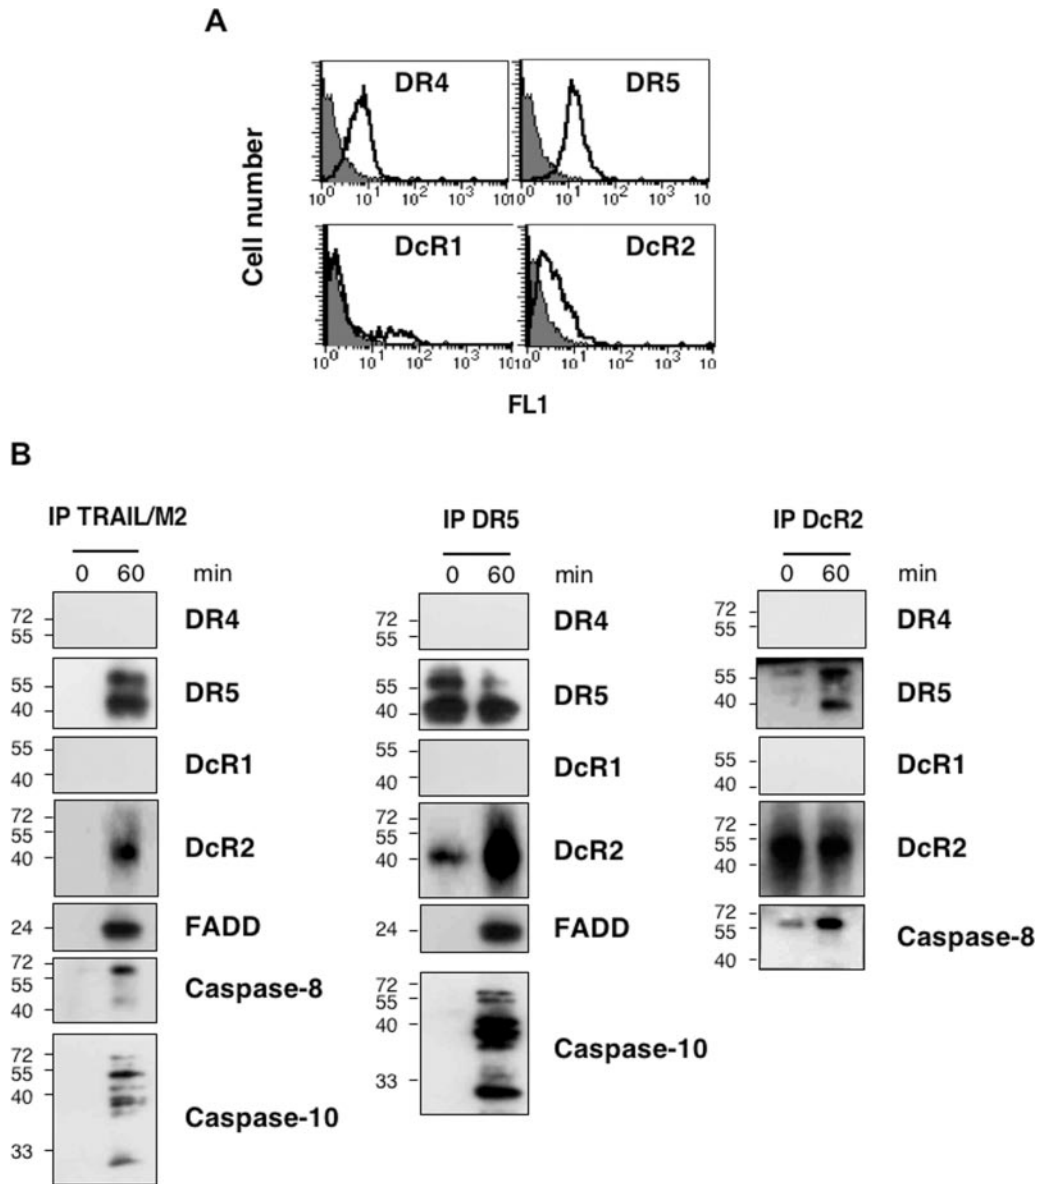 A
DR4 DR5
Cell number
10⁰ 10¹ 10² 10³ 10 10⁰ 10¹ 10² 10³ 10
DcR1 DcR2
10⁰ 10¹ 10² 10³ 10 10⁰ 10¹ 10² 10³ 10
FL1
B
IP TRAIL/M2
0 60 min
72
55
DR4
55
40
DR5
55
40
DcR1
72
55
40
DcR2
24
FADD
72
55
40
Caspase-8
72
55
40
33
Caspase-10
IP DR5
0 60 min
72
55
DR4
55
40
DR5
55
40
DcR1
72
55
40
DcR2
24
FADD
72
55
40
33
Caspase-10
IP DcR2
0 60 min
72
55
DR4
55
40
DR5
55
40
DcR1
72
55
40
DcR2
72
55
40
Caspase-8